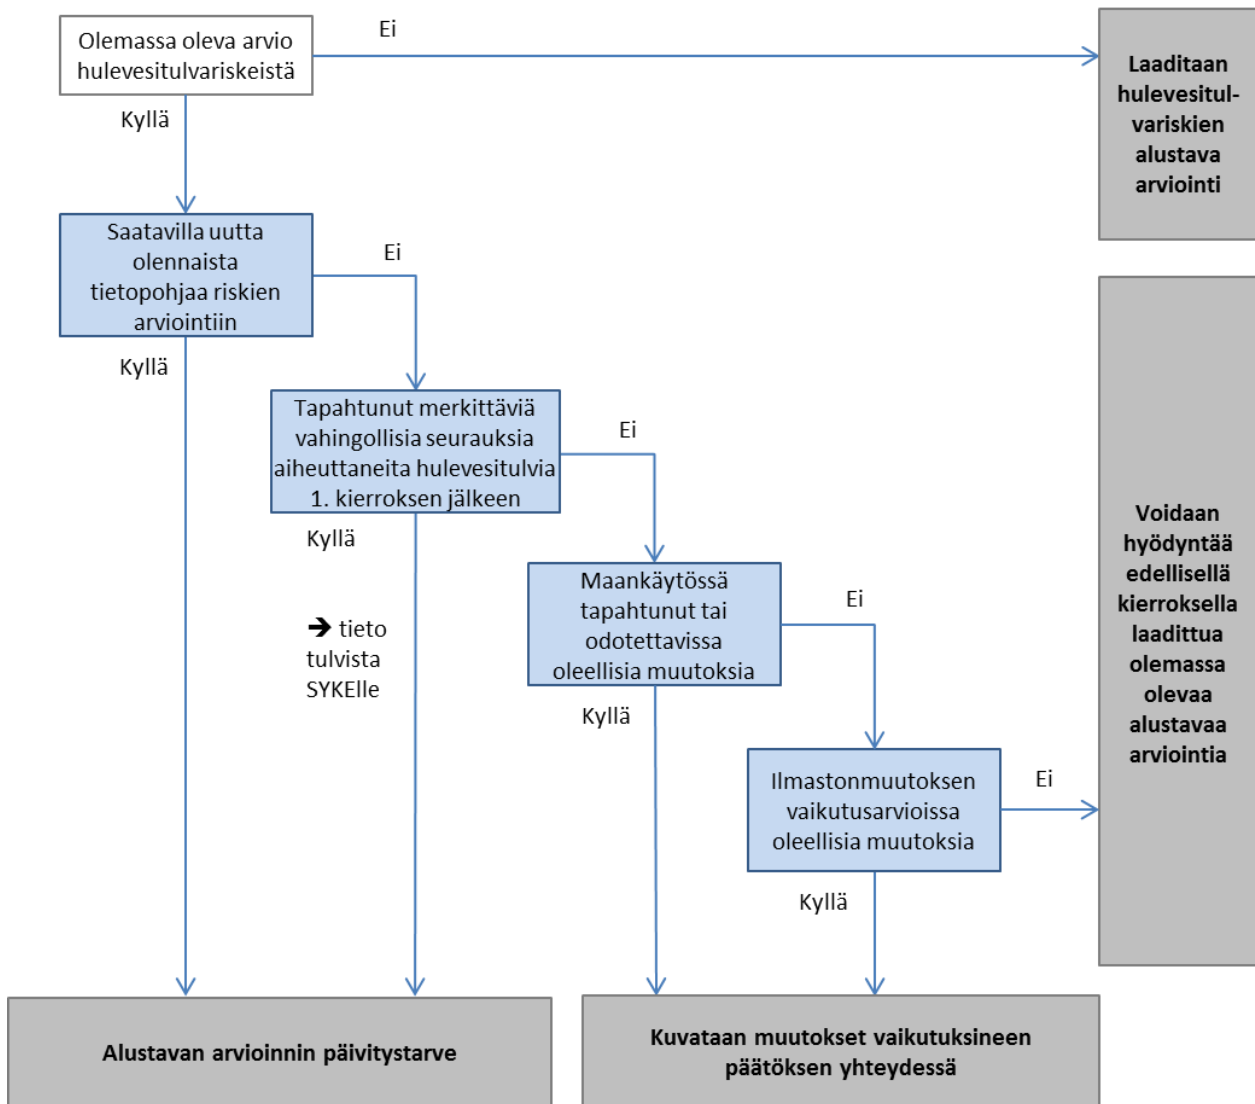 Olemassa oleva arvio
hulevesitulvariskeistä
Ei
Laaditaan
hulevesitul-
variskien
alustava
arviointi
Kyllä
Saatavilla uutta
olennaista
tietopohjaa riskien
arviointiin
Ei
Kyllä
Tapahtunut merkittäviä
vahingollisia seurauksia
aiheuttaneita hulevesitulvia
1. kierroksen jälkeen
Ei
Kyllä
➔ tieto
tulvista
SYKElle
Maankäytössä
tapahtunut tai
odotettavissa
oleellisia muutoksia
Ei
Kyllä
Ilmastonmuutoksen
vaikutusarvioissa
oleellisia muutoksia
Ei
Kyllä
Voidaan
hyödyntää
edellisellä
kierroksella
laadittua
olemassa
olevaa
alustavaa
arviointia
Alustavan arvioinnin päivitystarve
Kuvataan muutokset vaikutuksineen
päätöksen yhteydessä